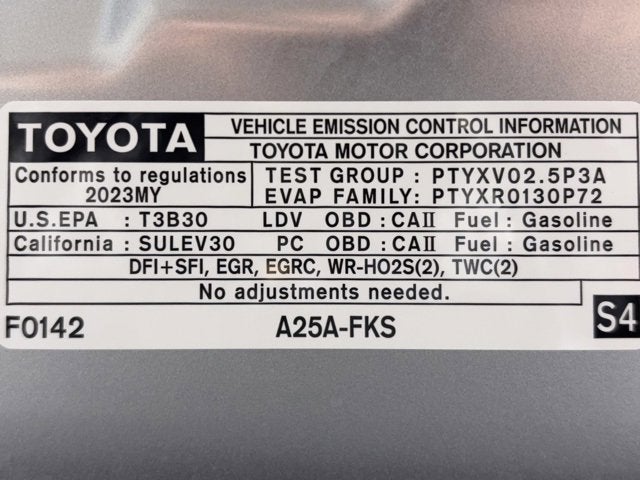 TOYOTA
VEHICLE EMISSION CONTROL INFORMATION
TOYOTA MOTOR CORPORATION
Conforms to regulations
2023MY
TEST GROUP : PTYXV02.5P3A
EVAP FAMILY: PTYXR0130P72
U.S.EPA : T3B30 LDV OBD : CAII Fuel : Gasoline
California : SULEV30 PC OBD : CAII Fuel : Gasoline
DFI+SFI, EGR, EGRC, WR-HO2S(2), TWC(2)
No adjustments needed.
F0142 A25A-FKS S4